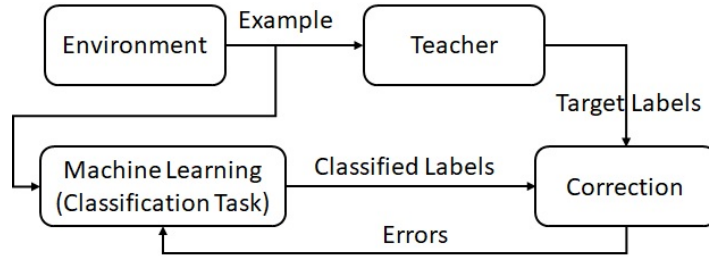 Example
Environment
Teacher
Target Labels
Machine Learning
(Classification Task)
Classified Labels
Correction
Errors